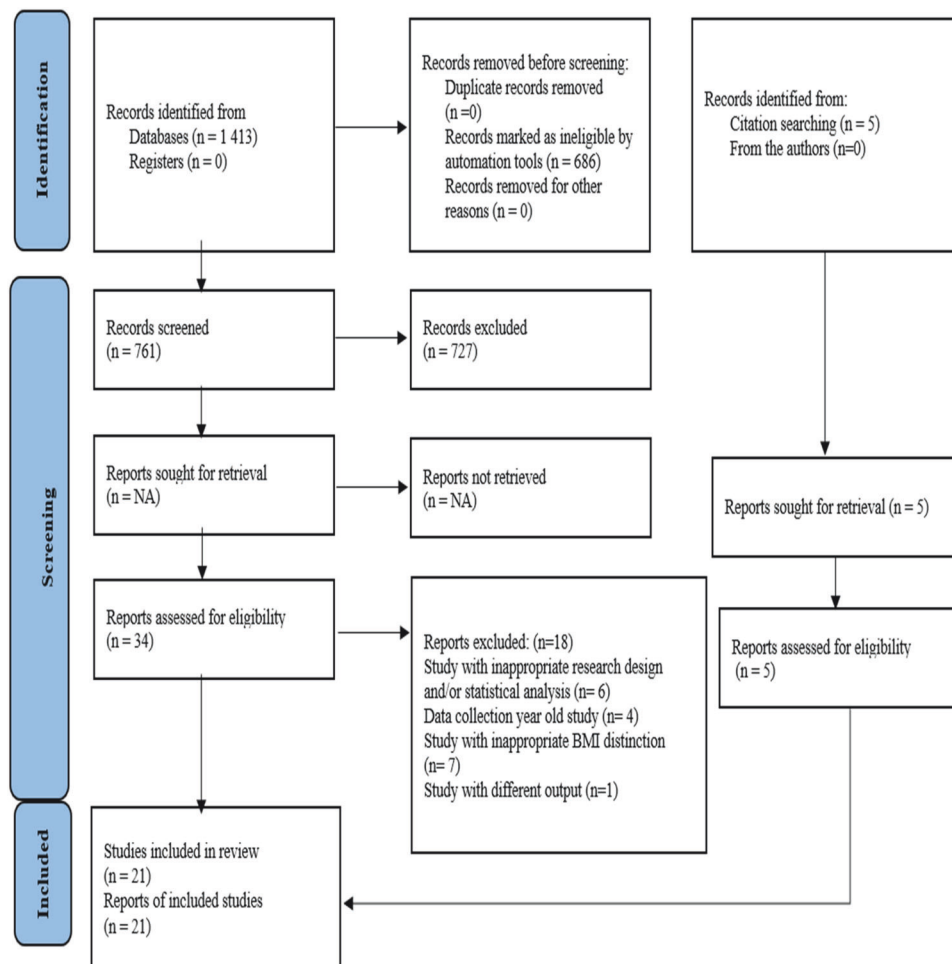 Identification
Records identified from
Databases (n = 1 413)
Registers (n = 0)
Records removed before screening:
Duplicate records removed
(n =0)
Records marked as ineligible by
automation tools (n = 686)
Records removed for other
reasons (n = 0)
Records identified from:
Citation searching (n = 5)
From the authors (n=0)
Screening
Records screened
(n = 761)
Records excluded
(n = 727)
Reports sought for retrieval
(n = NA)
Reports not retrieved
(n = NA)
Reports sought for retrieval (n = 5)
Reports assessed for eligibility
(n = 34)
Reports excluded: (n=18)
Study with inappropriate research design
and/or statistical analysis (n= 6)
Data collection year old study (n= 4)
Study with inappropriate BMI distinction
(n= 7)
Study with different output (n=1)
Reports assessed for eligibility
(n = 5)
Included
Studies included in review
(n = 21)
Reports of included studies
(n = 21)